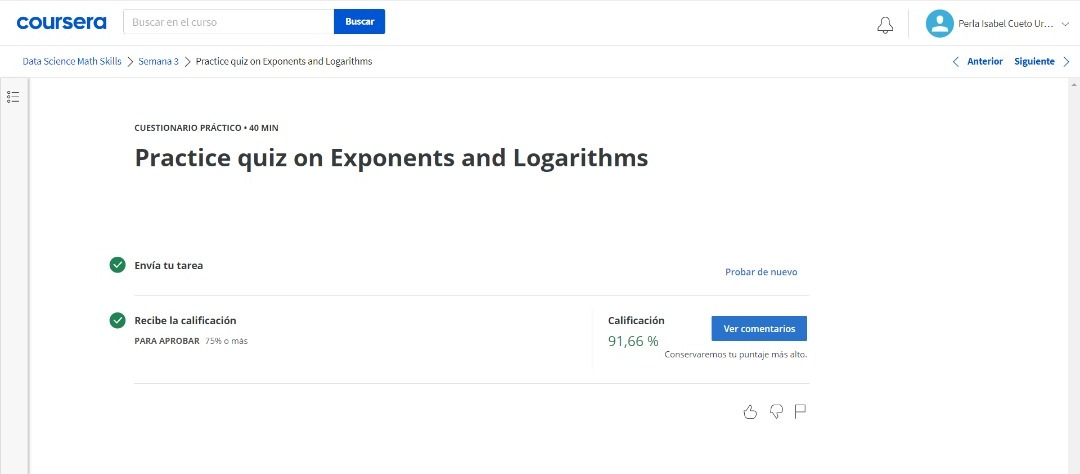 coursera
Buscar en el curso
Buscar
Perla Isabel Cueto Ur...
Data Science Math Skills > Semana 3 > Practice quiz on Exponents and Logarithms
< Anterior Siguiente >
CUESTIONARIO PRÁCTICO • 40 MIN
Practice quiz on Exponents and Logarithms
Envía tu tarea
Probar de nuevo
Recibe la calificación
PARA APROBAR 75% o más
Calificación
91,66 %
Ver comentarios
Conservaremos tu puntaje más alto.